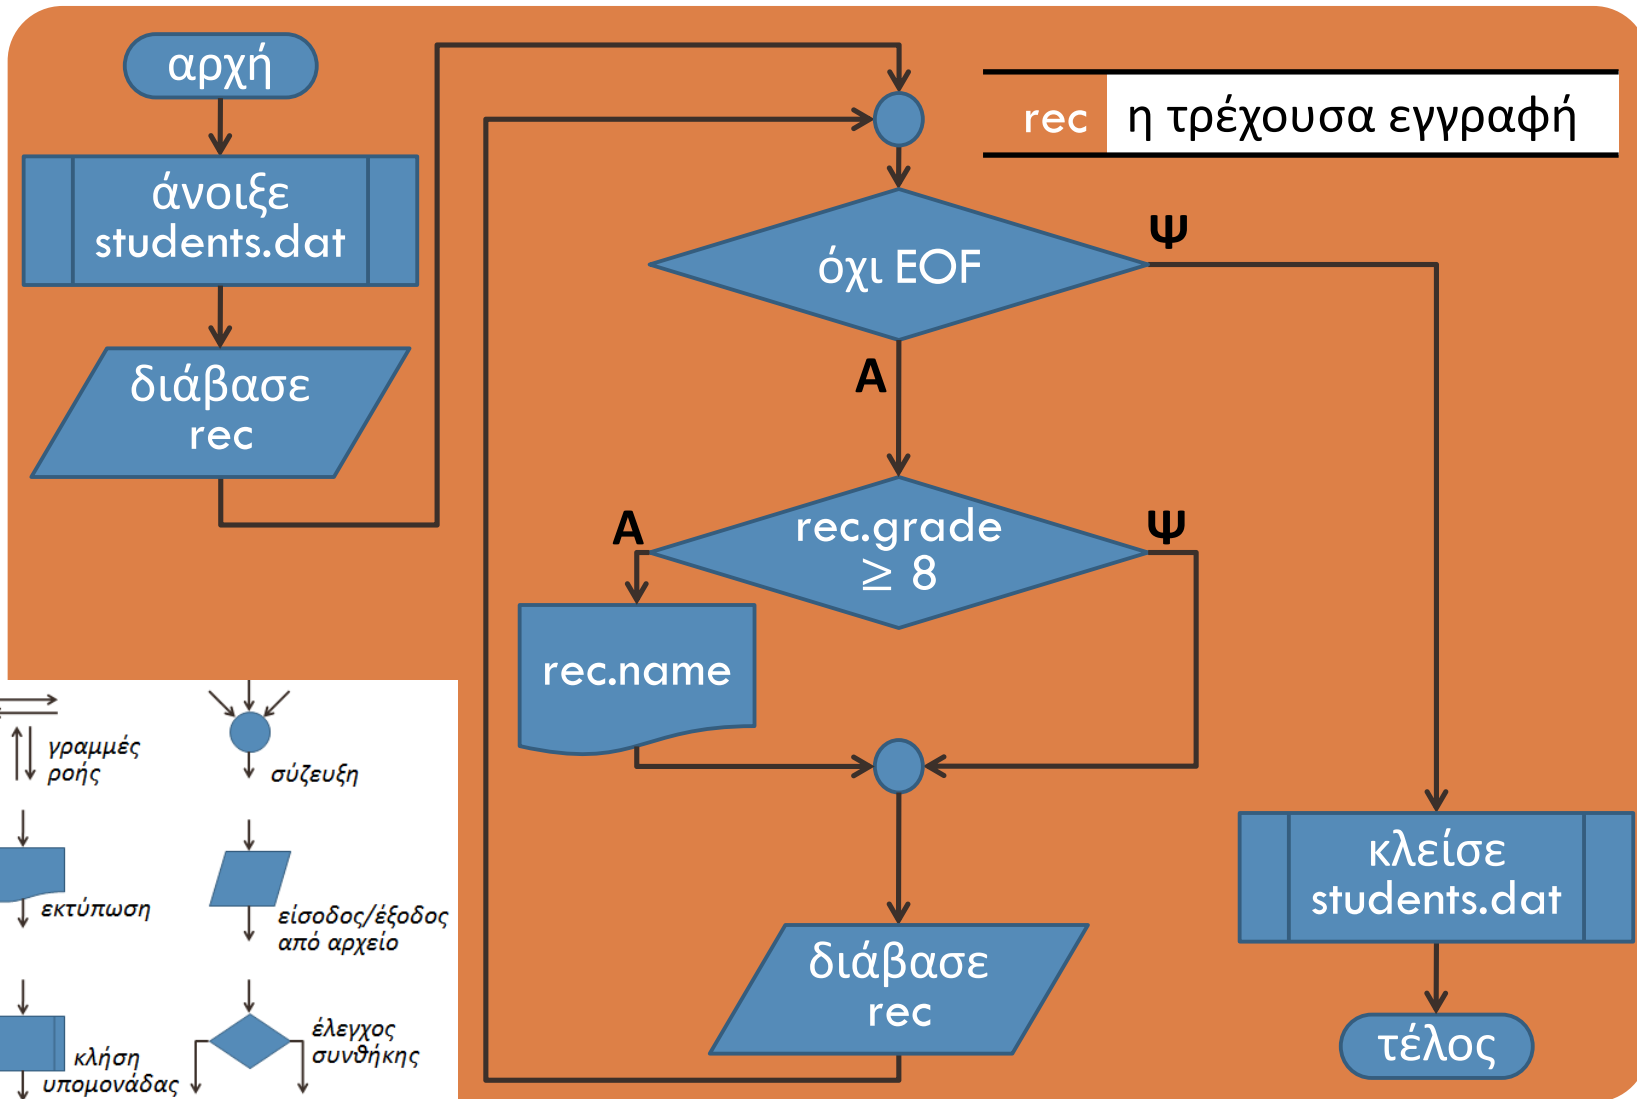 αρχή
άνοιξε
students.dat
διάβασε
rec
rec η τρέχουσα εγγραφή
όχι EOF
Ψ
Α
rec.grade
≥ 8
Α
Ψ
rec.name
διάβασε
rec
κλείσε
students.dat
τέλος
γραμμές
ροής
σύζευξη
εκτύπωση
είσοδος/έξοδος
από αρχείο
κλήση
υπομονάδας
έλεγχος
συνθήκης